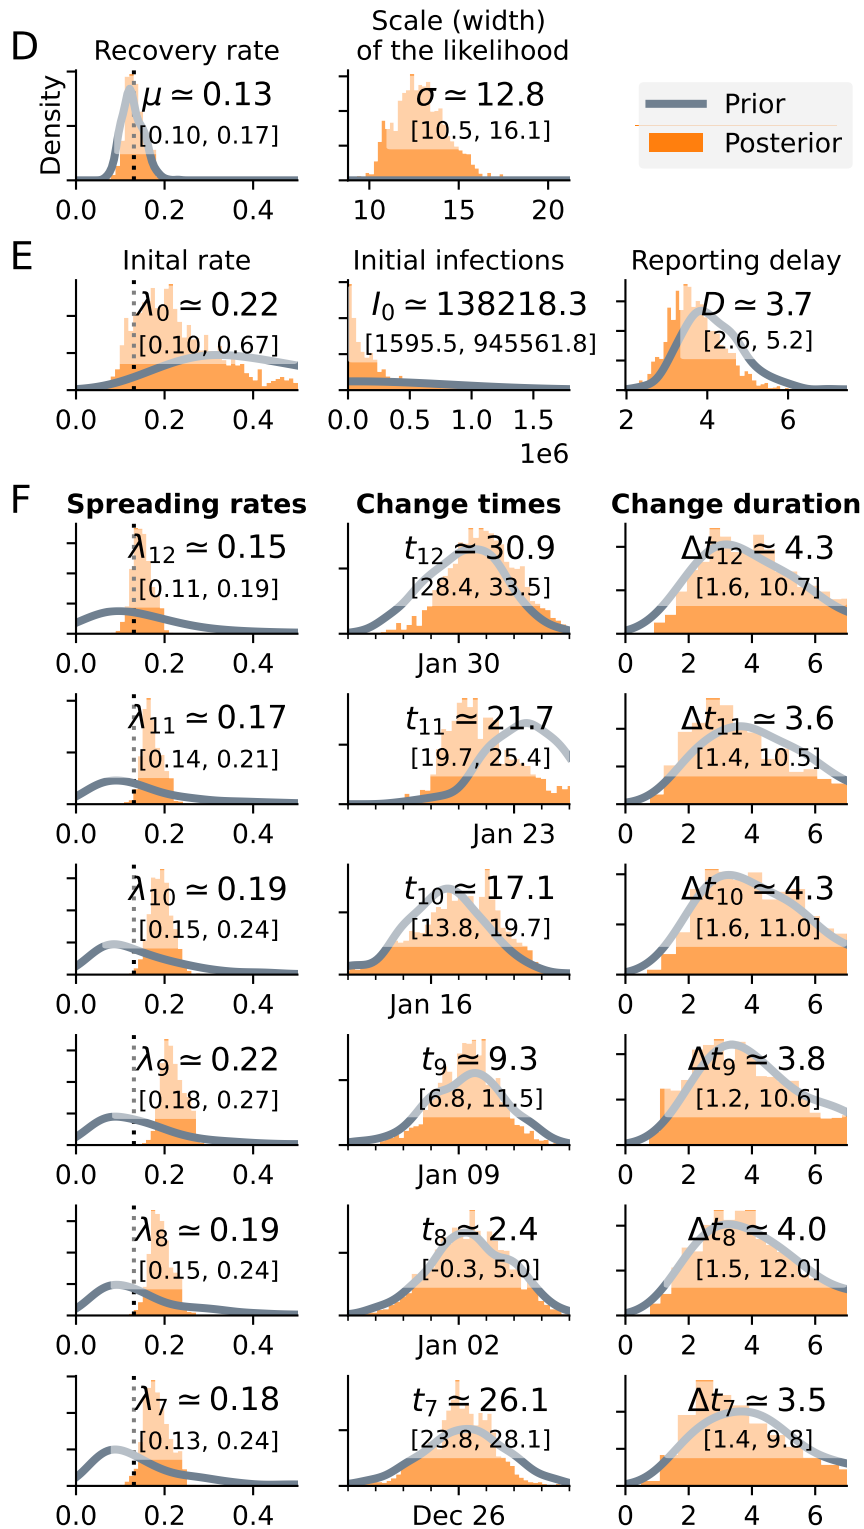 D
Recovery rate
Scale (width)
of the likelihood
Density
μ ≃ 0.13
[0.10, 0.17]
0.0 0.2 0.4
σ ≃ 12.8
[10.5, 16.1]
10 15 20
Prior
Posterior
E
Inital rate
Initial infections
Reporting delay
λ0 ≃ 0.22
[0.10, 0.67]
0.0 0.2 0.4
I0 ≃ 138218.3
[1595.5, 945561.8]
0.0 0.5 1.0 1.5
1e6
D ≃ 3.7
[2.6, 5.2]
2 4 6
F
Spreading rates
Change times
Change duration
λ12 ≃ 0.15
[0.11, 0.19]
0.0 0.2 0.4
t12 ≃ 30.9
[28.4, 33.5]
Jan 30
Δt12 ≃ 4.3
[1.6, 10.7]
0 2 4 6
λ11 ≃ 0.17
[0.14, 0.21]
0.0 0.2 0.4
t11 ≃ 21.7
[19.7, 25.4]
Jan 23
Δt11 ≃ 3.6
[1.4, 10.5]
0 2 4 6
λ10 ≃ 0.19
[0.15, 0.24]
0.0 0.2 0.4
t10 ≃ 17.1
[13.8, 19.7]
Jan 16
Δt10 ≃ 4.3
[1.6, 11.0]
0 2 4 6
λ9 ≃ 0.22
[0.18, 0.27]
0.0 0.2 0.4
t9 ≃ 9.3
[6.8, 11.5]
Jan 09
Δt9 ≃ 3.8
[1.2, 10.6]
0 2 4 6
λ8 ≃ 0.19
[0.15, 0.24]
0.0 0.2 0.4
t8 ≃ 2.4
[-0.3, 5.0]
Jan 02
Δt8 ≃ 4.0
[1.5, 12.0]
0 2 4 6
λ7 ≃ 0.18
[0.13, 0.24]
0.0 0.2 0.4
t7 ≃ 26.1
[23.8, 28.1]
Dec 26
Δt7 ≃ 3.5
[1.4, 9.8]
0 2 4 6